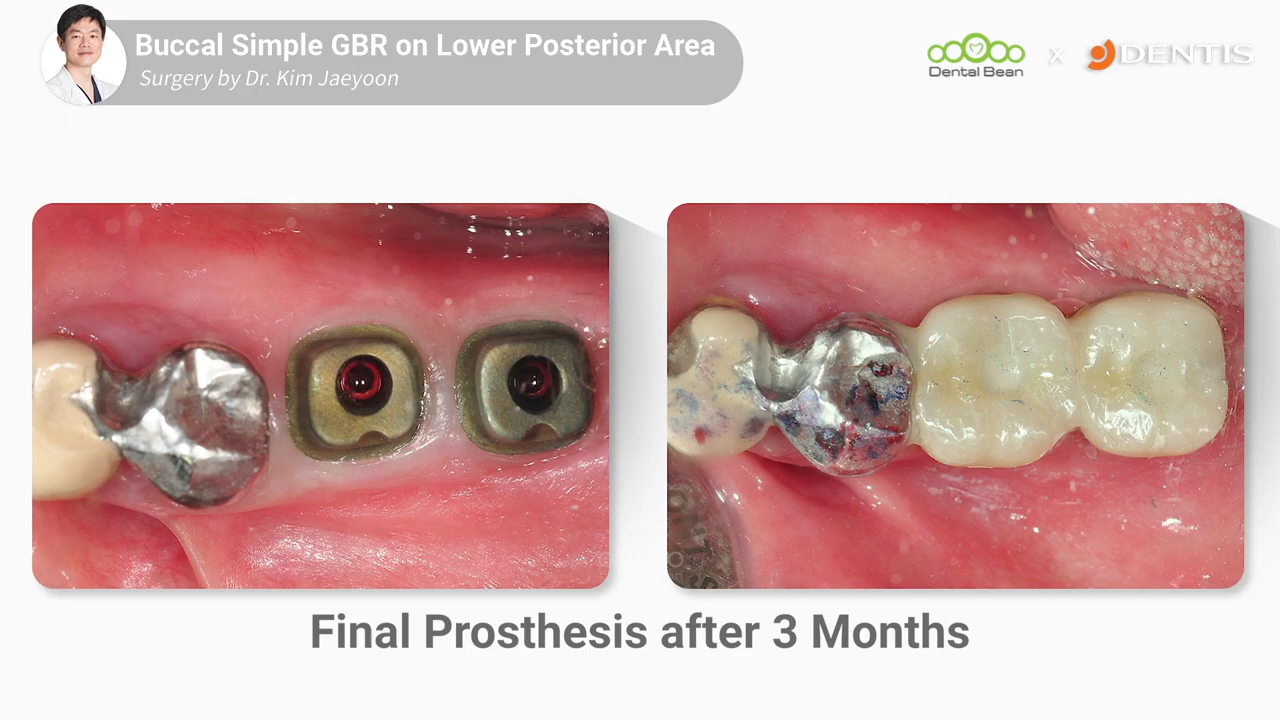 Buccal Simple GBR on Lower Posterior Area
Surgery by Dr. Kim Jaeyoon
Dental Bean
X
DENTIS
Final Prosthesis after 3 Months